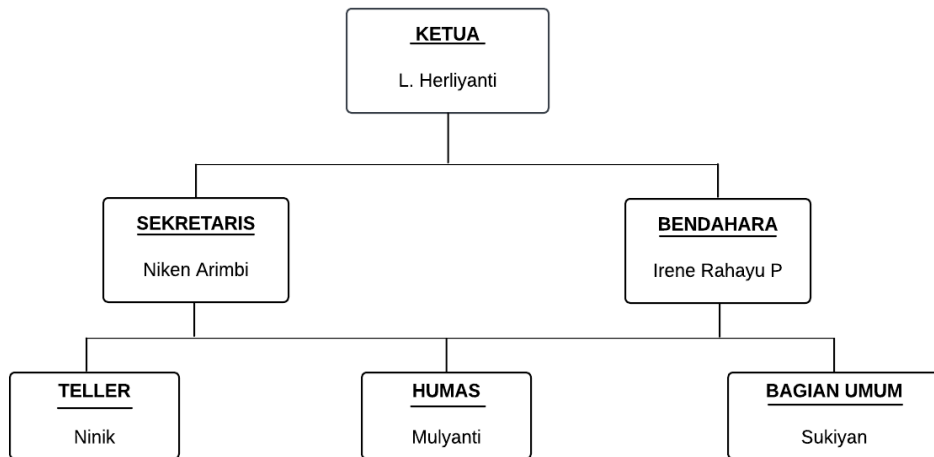 KETUA
L. Herliyanti
SEKRETARIS
Niken Arimbi
BENDAHARA
Irene Rahayu P
TELLER
Ninik
HUMAS
Mulyanti
BAGIAN UMUM
Sukiyan